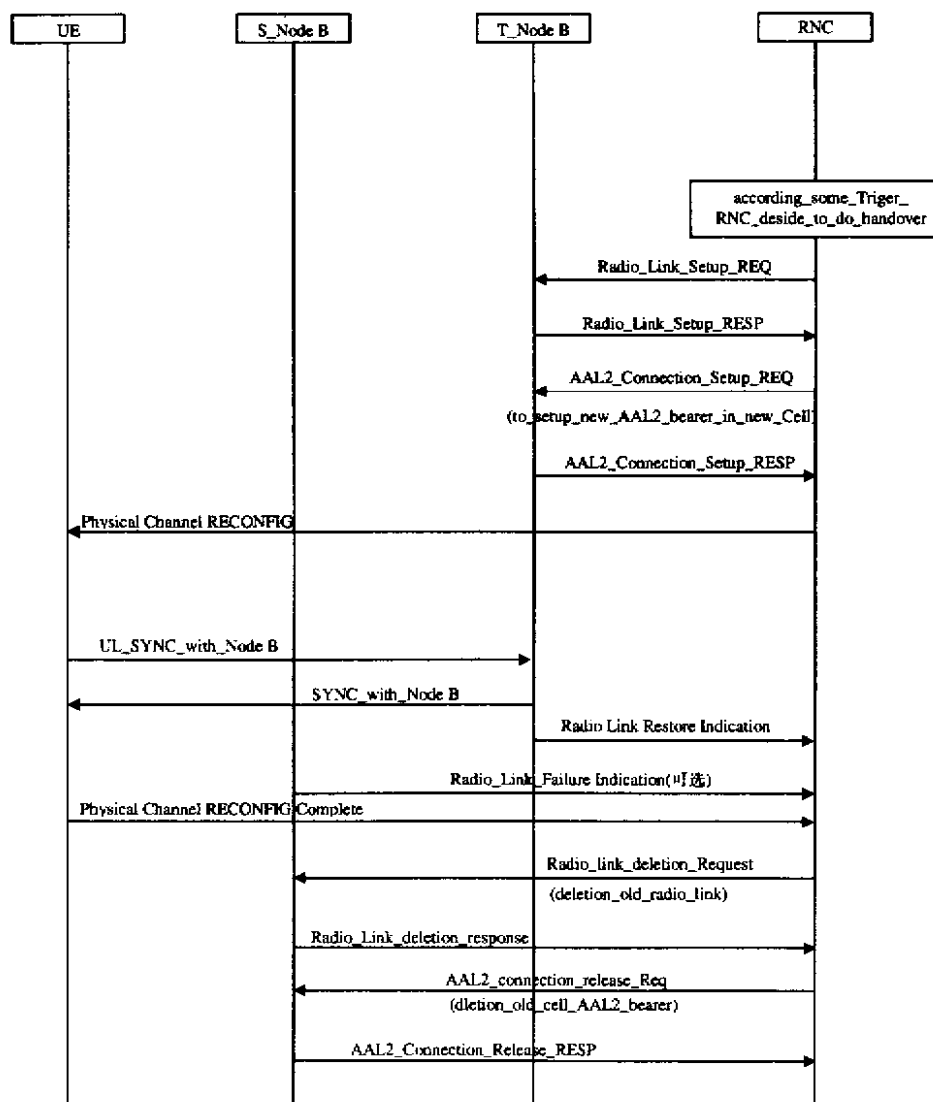 UE
S_Node B
T_Node B
RNC
according_some_Triger_
RNC_deside_to_do_handover
Radio_Link_Setup_REQ
Radio_Link_Setup_RESP
AAL2_Connection_Setup_REQ
(to_setup_new_AAL2_bearer_in_new_Cell)
AAL2_Connection_Setup_RESP
Physical Channel RECONFIG
UL_SYNC_with_Node B
SYNC_with_Node B
Radio Link Restore Indication
Radio_Link_Failure Indication(可选)
Physical Channel RECONFIG Complete
Radio_link_deletion_Request
(deletion_old_radio_link)
Radio_Link_deletion_response
AAL2_connection_release_Req
(dletion_old_cell_AAL2_bearer)
AAL2_Connection_Release_RESP